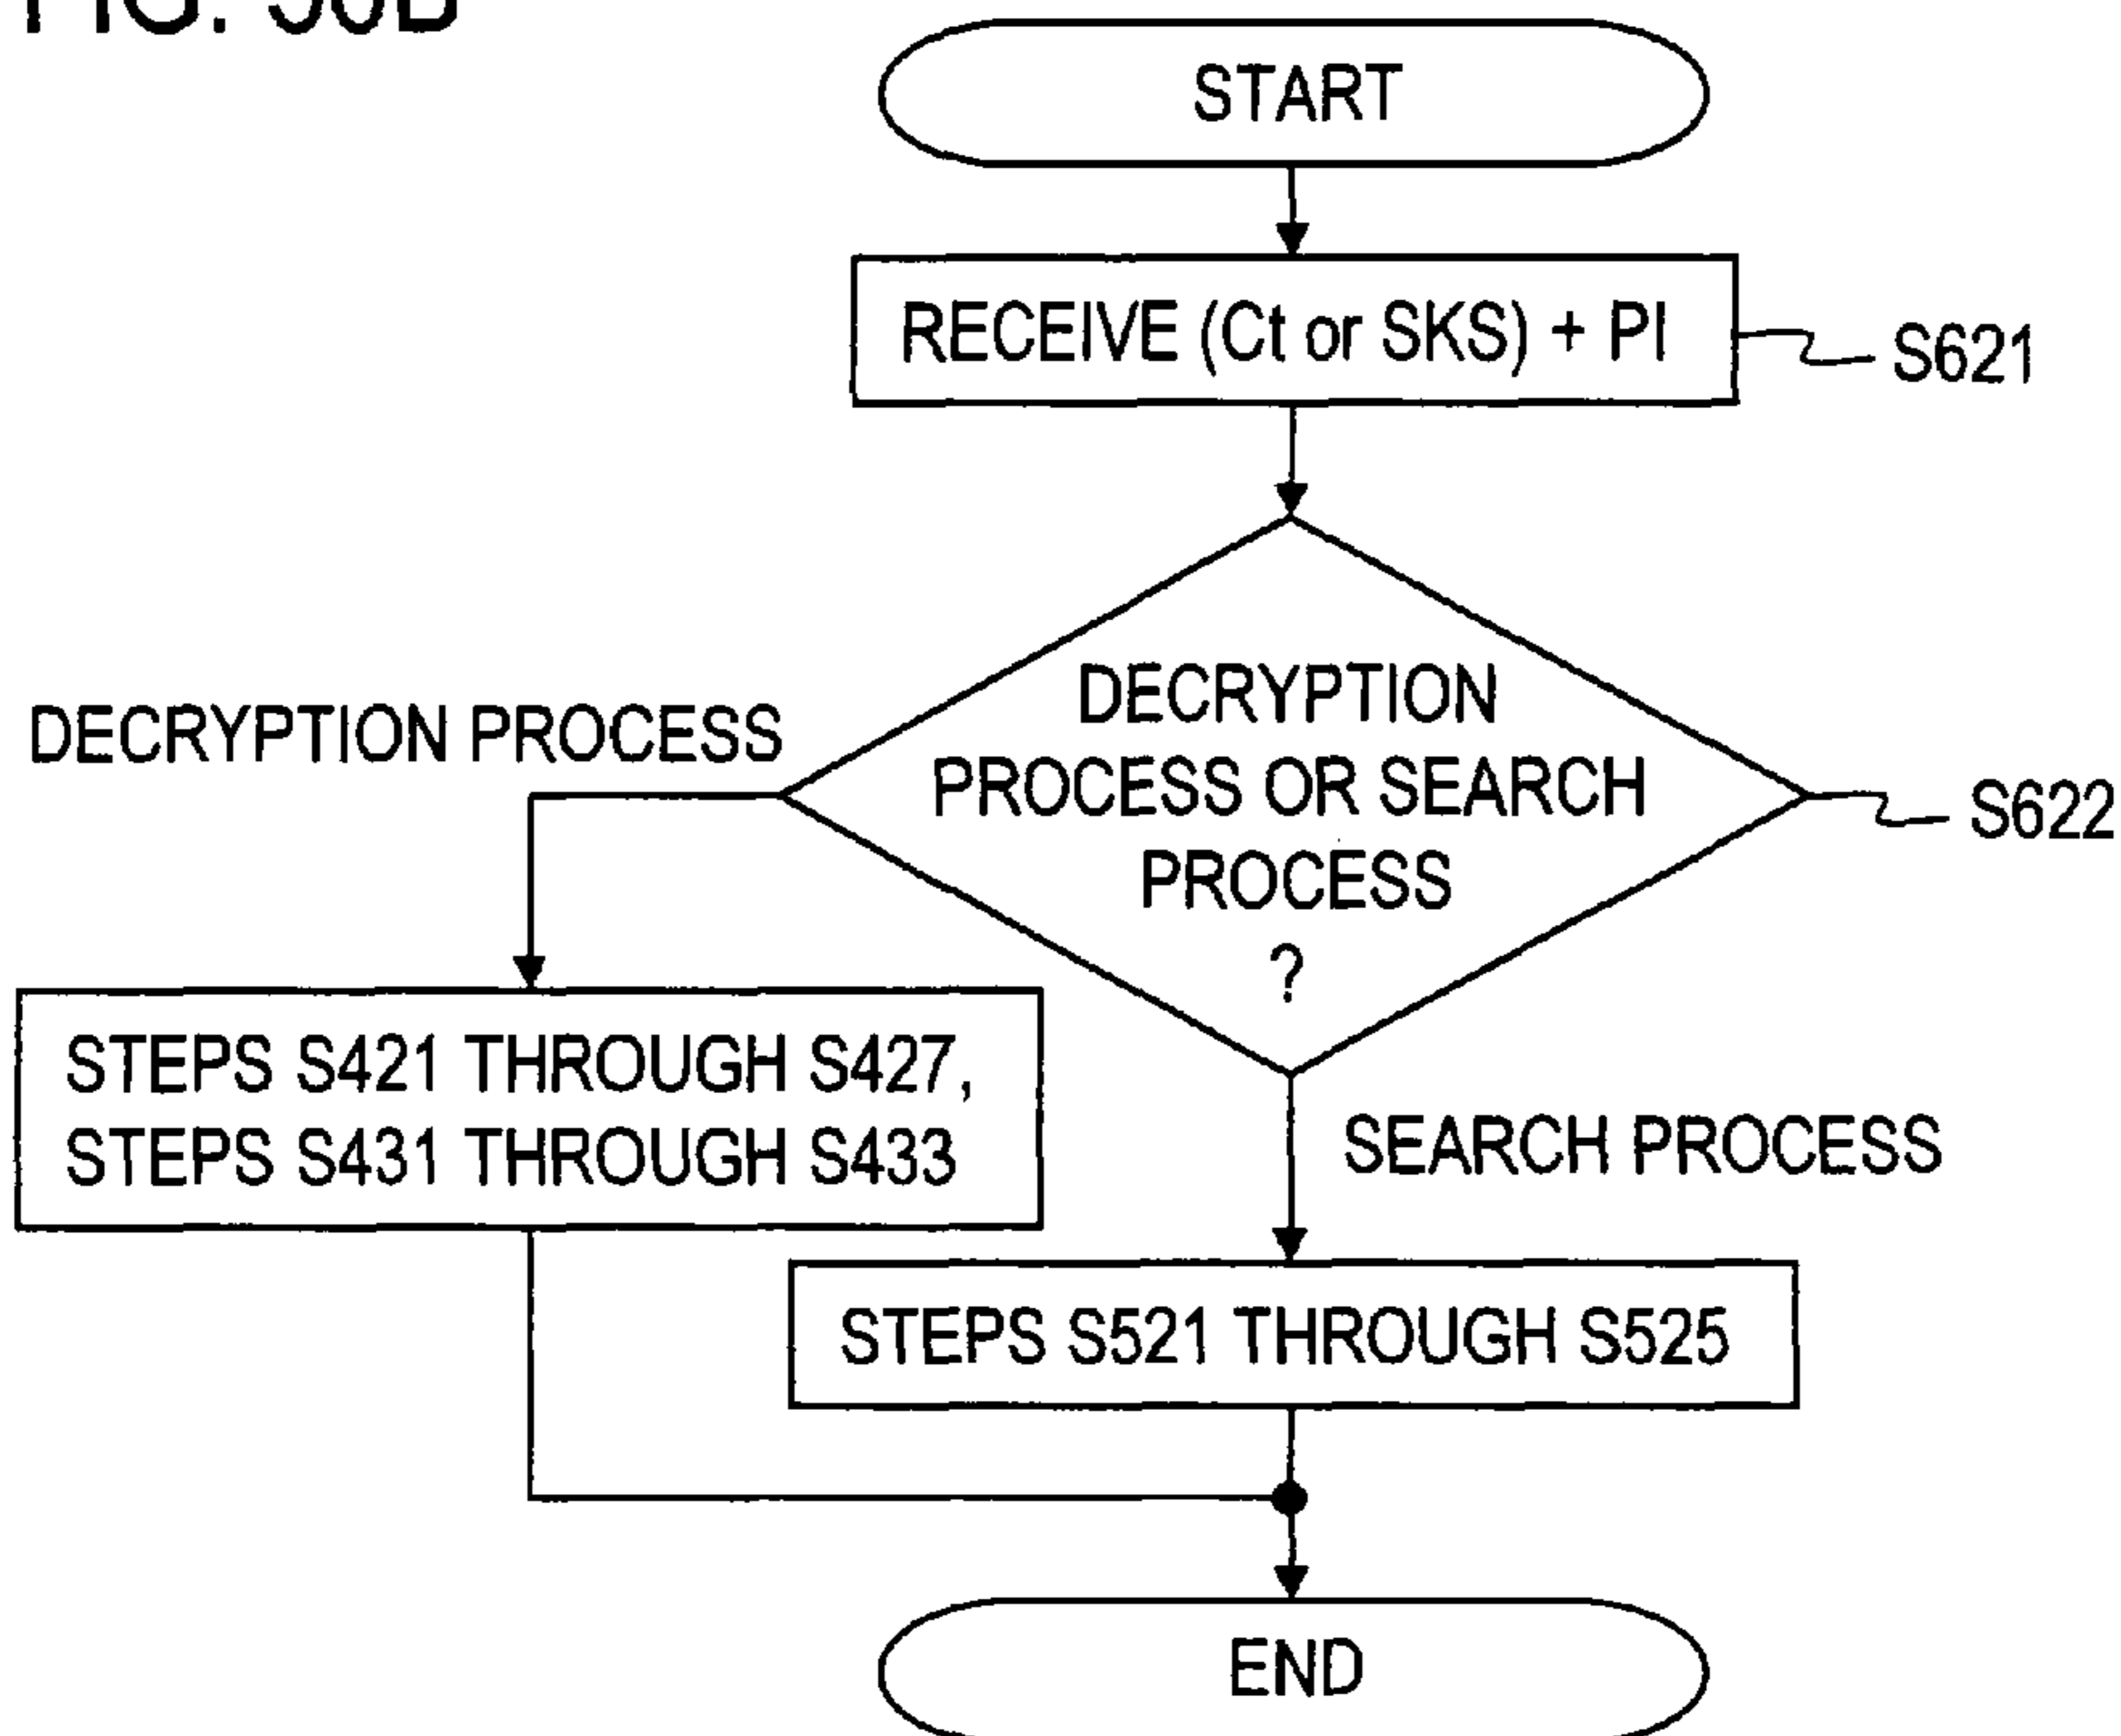 START
RECEIVE (Ct or SKS) + PI
S621
DECRYPTION
PROCESS OR SEARCH
PROCESS
?
S622
DECRYPTION PROCESS
STEPS S421 THROUGH S427,
STEPS S431 THROUGH S433
SEARCH PROCESS
STEPS S521 THROUGH S525
END